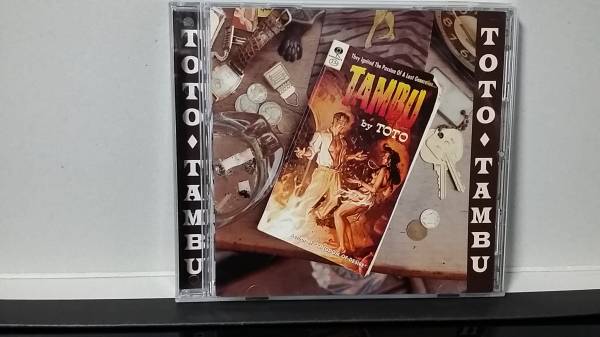 TOTO♦TAMBU
They Ignited The Passion Of A Lost Generation...
TAMBU
by TOTO
TOTO♦TAMBU